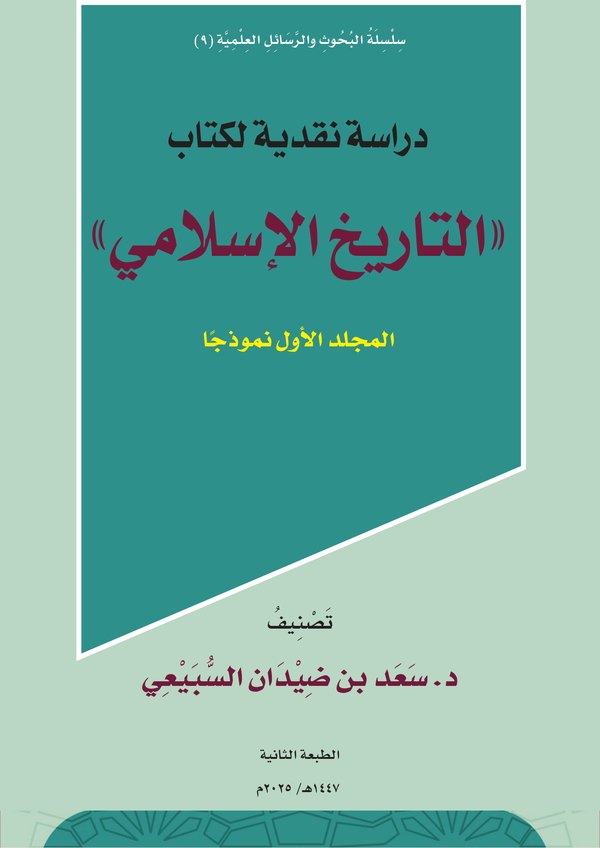 سِلْسِلَةُ البُحُوثِ والرَّسَائِلِ العِلْمِيَّةِ (٩)
دراسة نقدية لكتاب
«التاريخ الإسلامي»
المجلد الأول نموذجًا
تَصْنِيفُ
د. سَعَد بن ضِيْدَان السُّبَيْعِي
الطبعة الثانية
١٤٤٧هـ/ ٢٠٢٥م